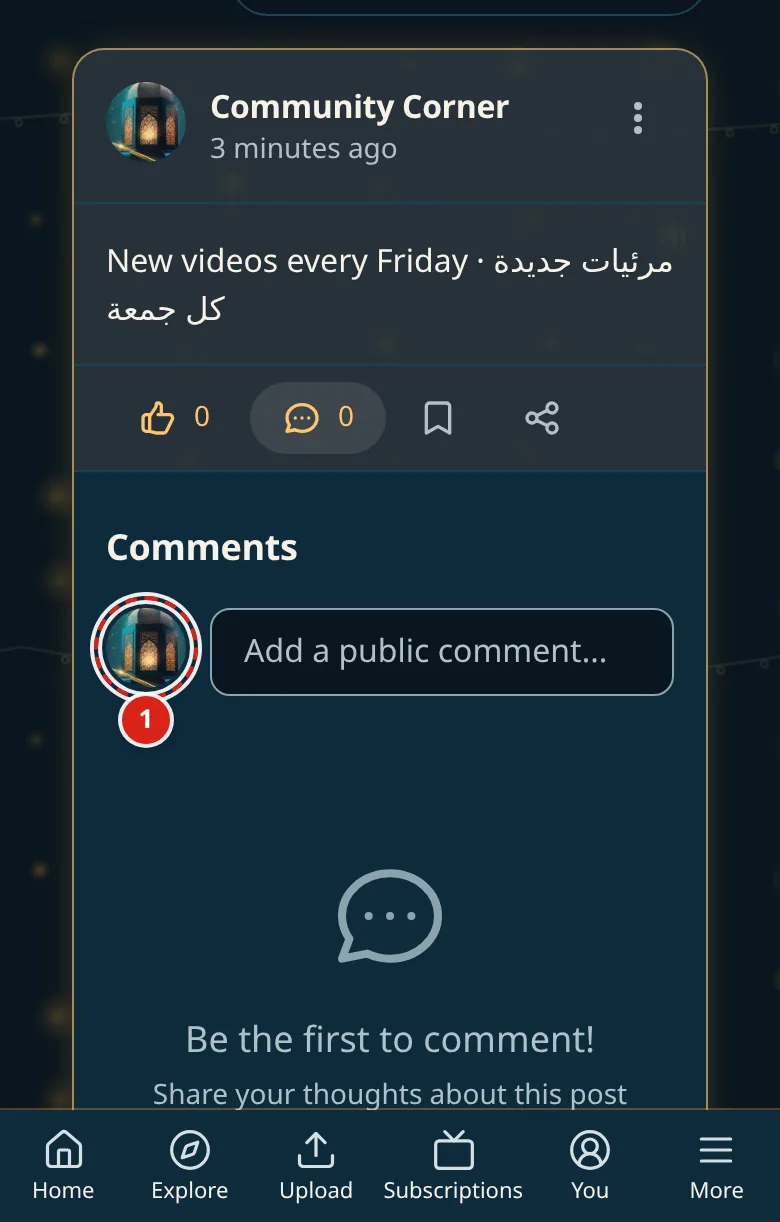 Community Corner
3 minutes ago
New videos every Friday · مرئيات جديدة
كل جمعة
0 0
Comments
Add a public comment...
1
Be the first to comment!
Share your thoughts about this post
Home Explore Upload Subscriptions You More